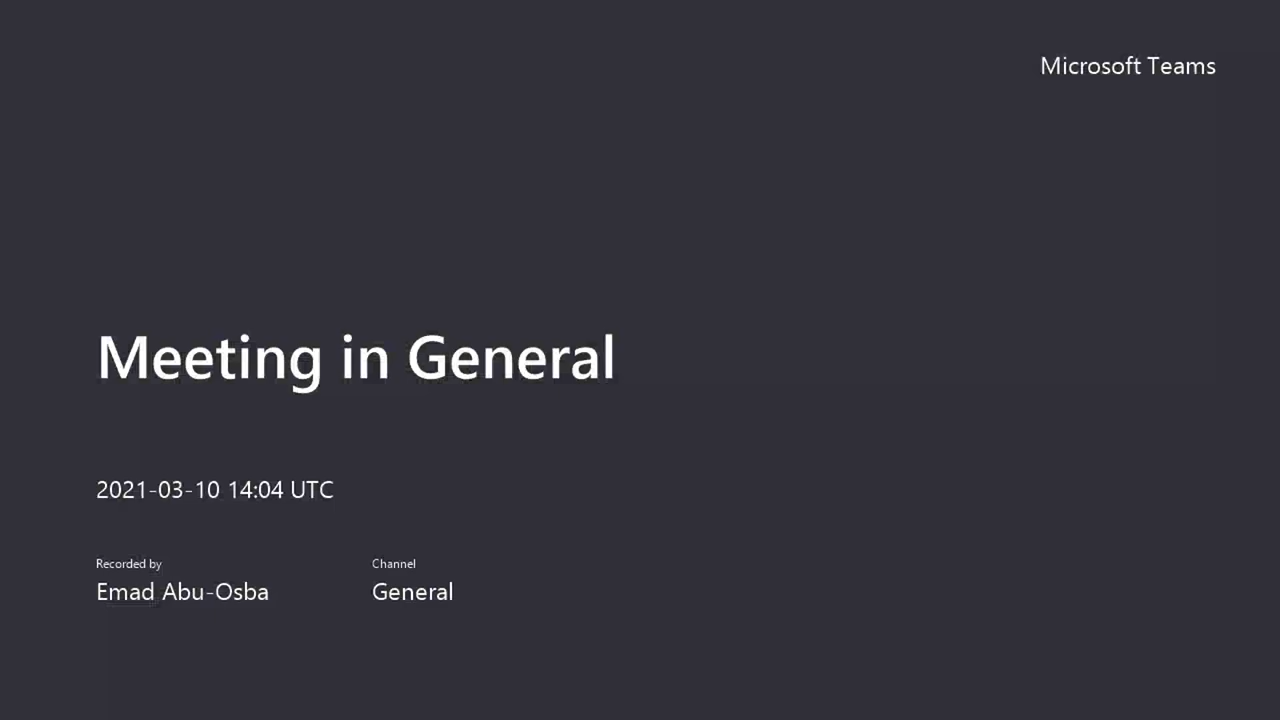 Microsoft Teams
Meeting in General
2021-03-10 14:04 UTC
Recorded by
Emad Abu-Osba
Channel
General